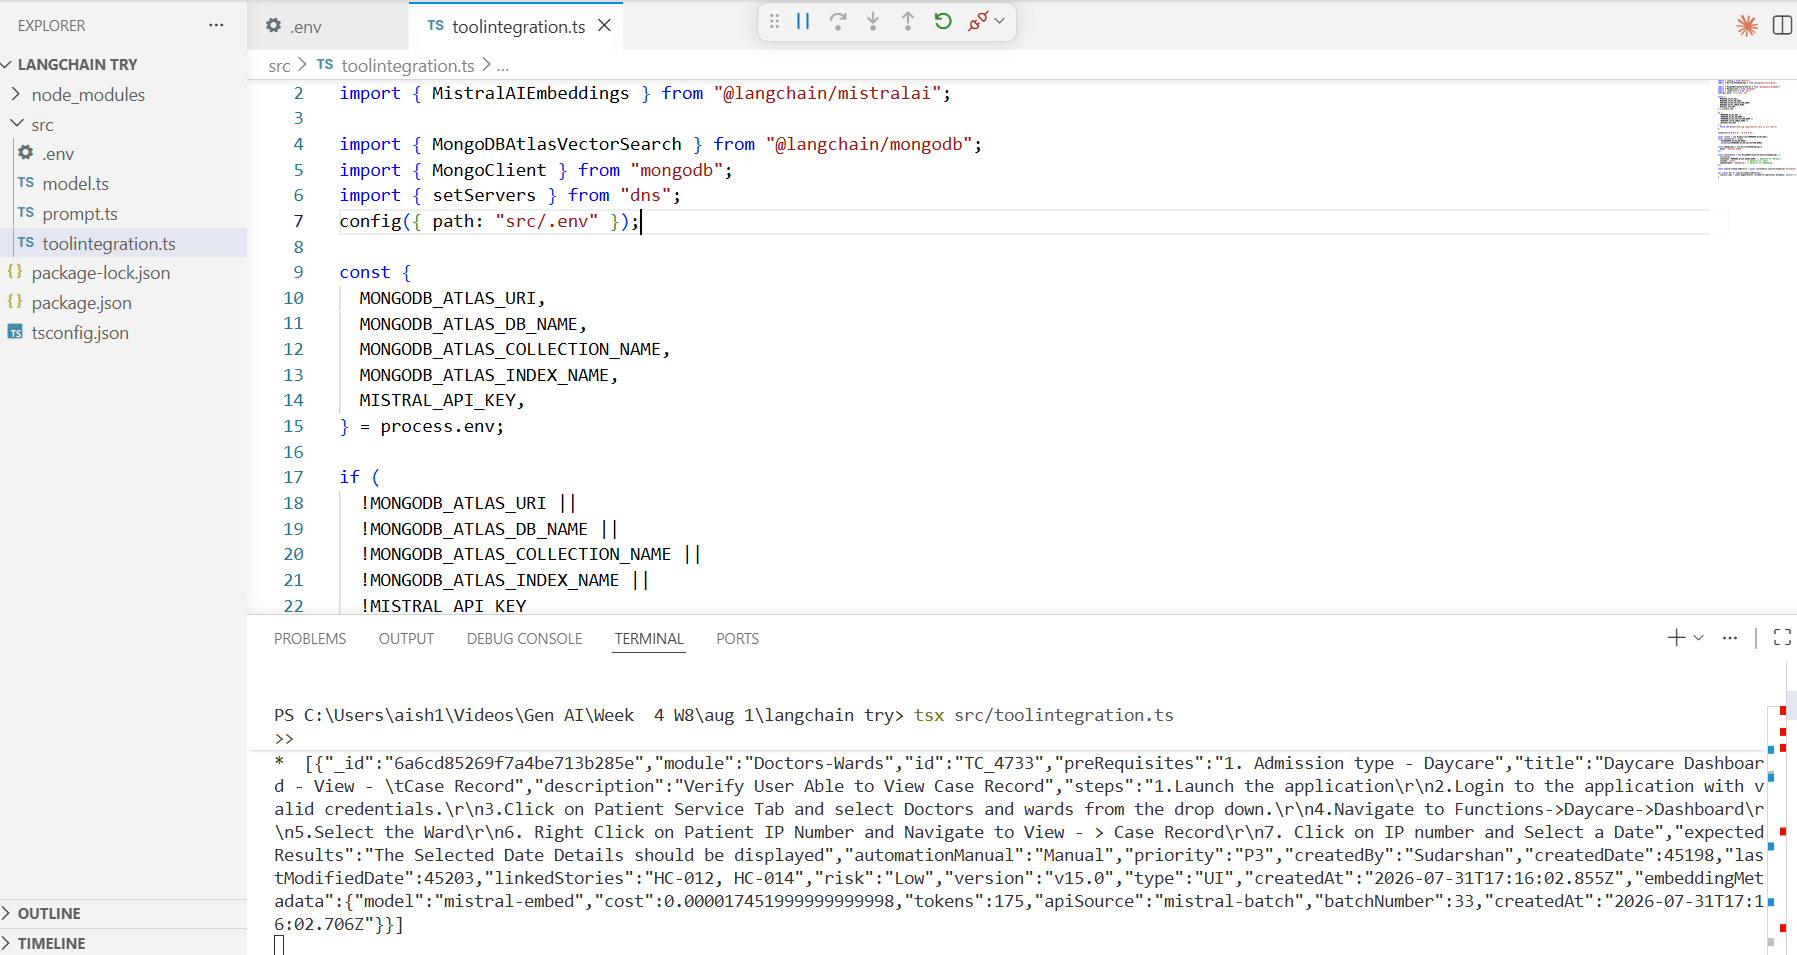 EXPLORER
···
.env
TS toolintegration.ts
LANGCHAIN TRY
node_modules
src
.env
TS model.ts
TS prompt.ts
TS toolintegration.ts
{} package-lock.json
{} package.json
TS tsconfig.json
OUTLINE
TIMELINE
src > TS toolintegration.ts > ...
2 import { MistralAIEmbeddings } from "@langchain/mistralai";
3
4 import { MongoDBAtlasVectorSearch } from "@langchain/mongodb";
5 import { MongoClient } from "mongodb";
6 import { setServers } from "dns";
7 config({ path: "src/.env" });
8
9 const {
10 MONGODB_ATLAS_URI,
11 MONGODB_ATLAS_DB_NAME,
12 MONGODB_ATLAS_COLLECTION_NAME,
13 MONGODB_ATLAS_INDEX_NAME,
14 MISTRAL_API_KEY,
15 } = process.env;
16
17 if (
18 !MONGODB_ATLAS_URI ||
19 !MONGODB_ATLAS_DB_NAME ||
20 !MONGODB_ATLAS_COLLECTION_NAME ||
21 !MONGODB_ATLAS_INDEX_NAME ||
22 !MISTRAL_API_KEY
PROBLEMS OUTPUT DEBUG CONSOLE TERMINAL PORTS
PS C:\Users\aish1\Videos\Gen AI\Week  4 W8\aug 1\langchain try> tsx src/toolintegration.ts
>>
*  [{"_id":"6a6cd85269f7a4be713b285e","module":"Doctors-Wards","id":"TC_4733","preRequisites":"1. Admission type - Daycare","title":"Daycare Dashboar
d - View - \tCase Record","description":"Verify User Able to View Case Record","steps":"1.Launch the application\r\n2.Login to the application with v
alid credentials.\r\n3.Click on Patient Service Tab and select Doctors and wards from the drop down.\r\n4.Navigate to Functions->Daycare->Dashboard\r
\n5.Select the Ward\r\n6. Right Click on Patient IP Number and Navigate to View - > Case Record\r\n7. Click on IP number and Select a Date","expected
Results":"The Selected Date Details should be displayed","automationManual":"Manual","priority":"P3","createdBy":"Sudarshan","createdDate":45198,"las
tModifiedDate":45203,"linkedStories":"HC-012, HC-014","risk":"Low","version":"v15.0","type":"UI","createdAt":"2026-07-31T17:16:02.855Z","embeddingMet
adata":{"model":"mistral-embed","cost":0.000017451999999999998,"tokens":175,"apiSource":"mistral-batch","batchNumber":33,"createdAt":"2026-07-31T17:1
6:02.706Z"}}]